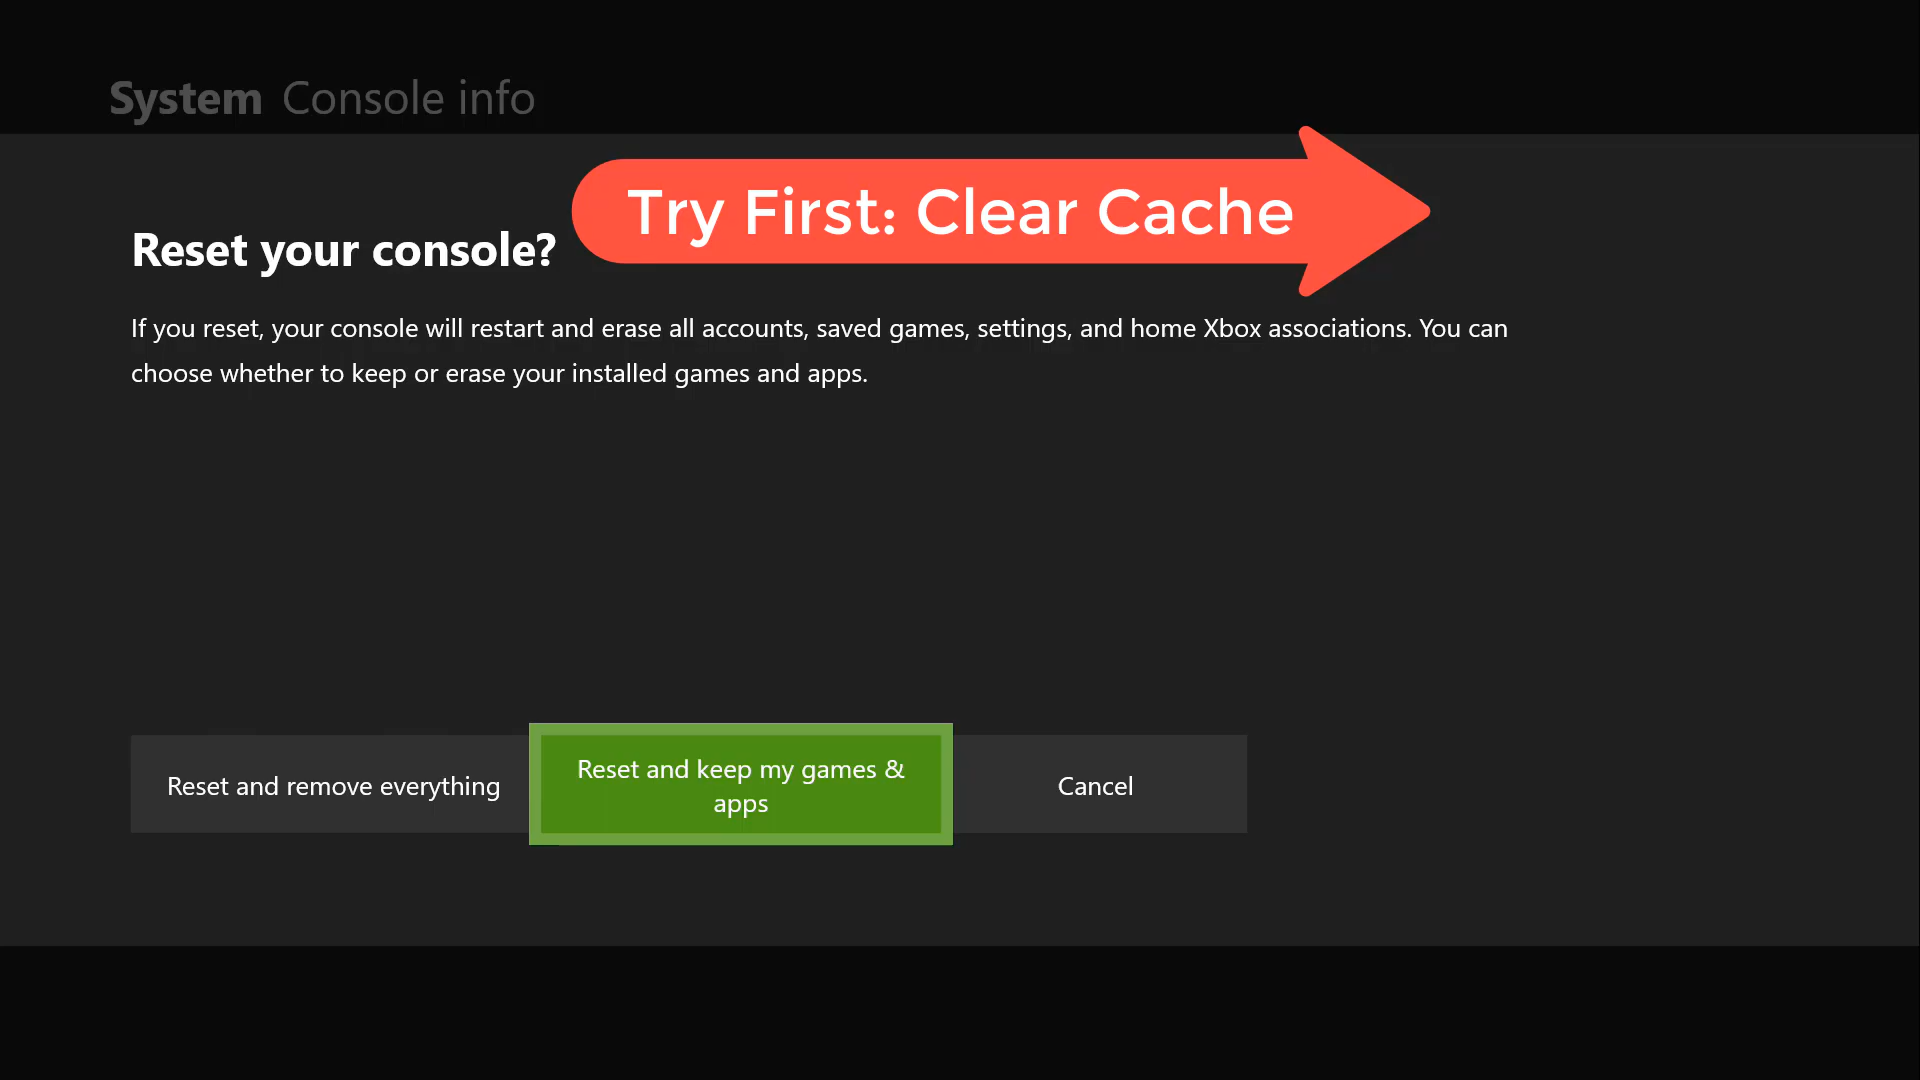 System Console info
Try First: Clear Cache
Reset your console?
If you reset, your console will restart and erase all accounts, saved games, settings, and home Xbox associations. You can
choose whether to keep or erase your installed games and apps.
Reset and remove everything
Reset and keep my games &
apps
Cancel